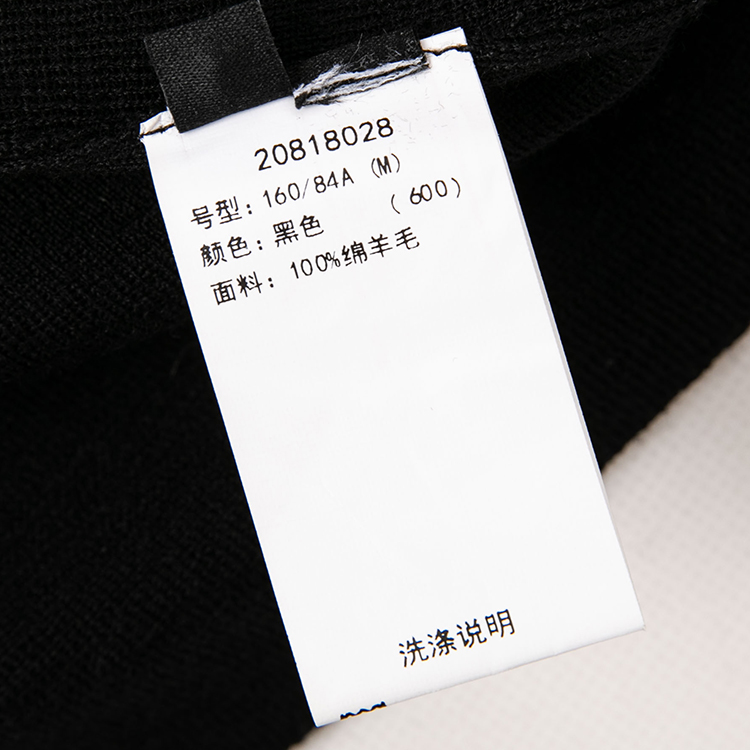 20818028
号型: 160/84A (M)
颜色: 黑色 (600)
面料: 100%绵羊毛
洗涤说明